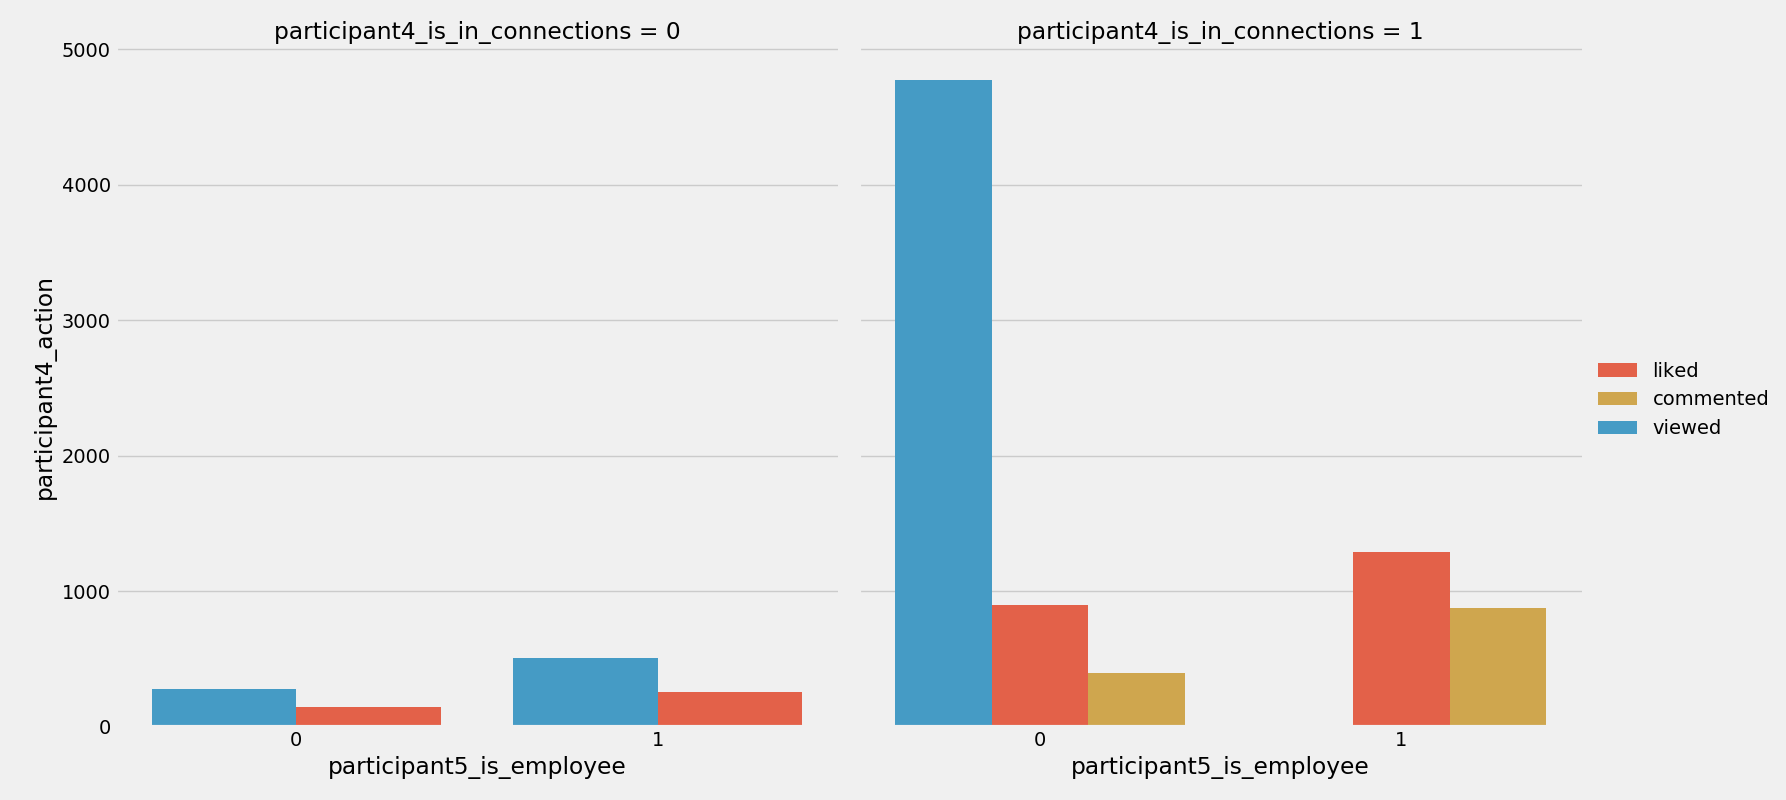 participant4_is_in_connections = 0
participant4_is_in_connections = 1
participant4_action
5000
4000
3000
2000
1000
0
0
1
0
1
participant5_is_employee
participant5_is_employee
liked
commented
viewed